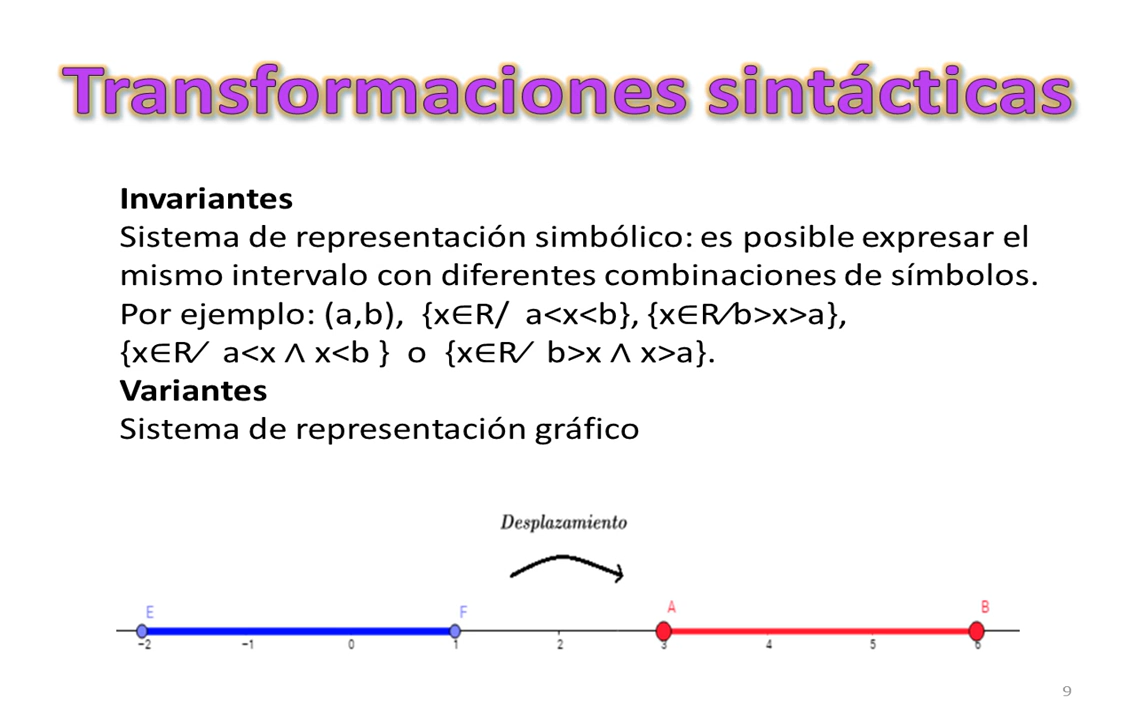 Transformaciones sintácticas
Invariantes
Sistema de representación simbólico: es posible expresar el
mismo intervalo con diferentes combinaciones de símbolos.
Por ejemplo: (a,b), {x∈R/ a<x<b}, {x∈R∕b>x>a},
{x∈R∕ a<x ∧ x<b } o {x∈R∕ b>x ∧ x>a}.
Variantes
Sistema de representación gráfico
Desplazamiento
E F A B
−2 −1 0 1 2 3 4 5 6
9